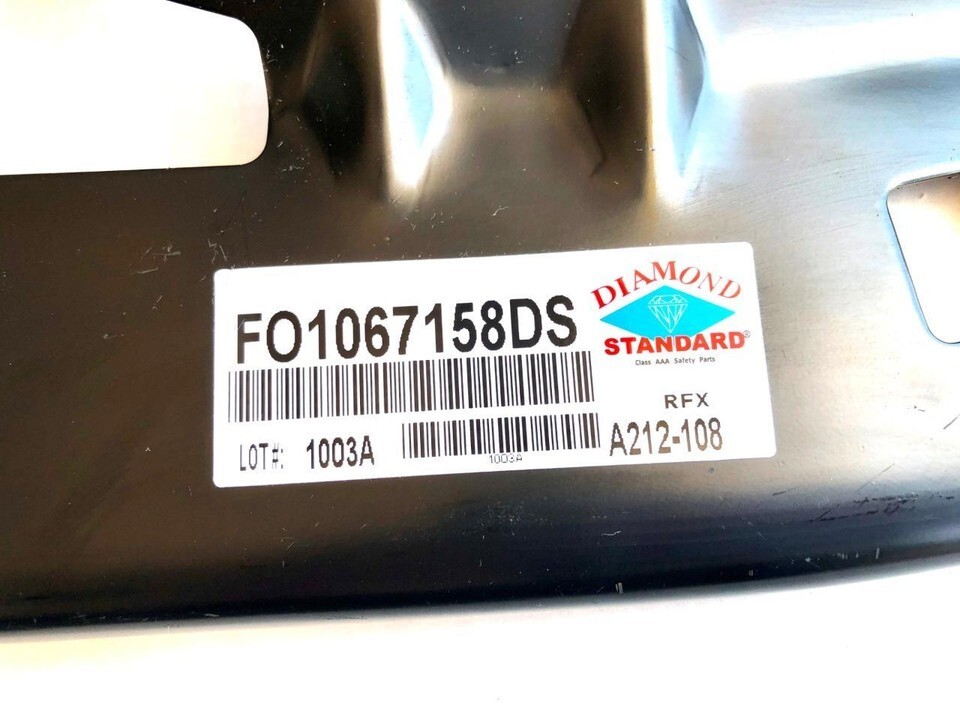 FO1067158DS
DIAMOND
STANDARD®
Class AAA Safety Parts
RFX
LOT#: 1003A
1003A
A212-108